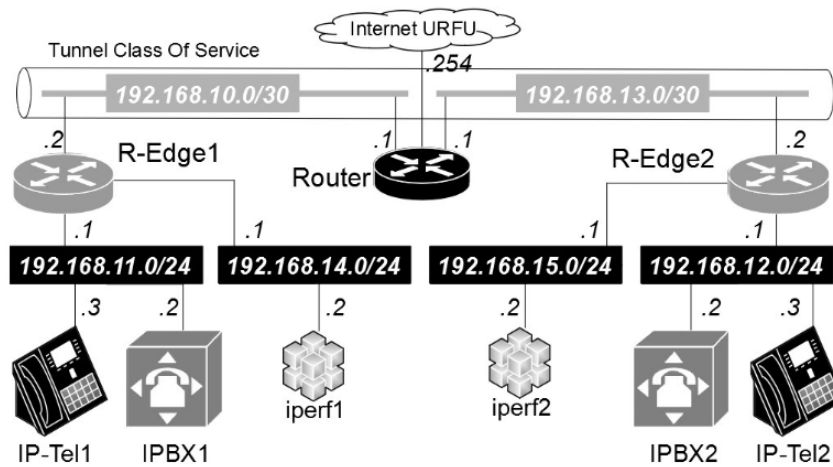 Internet URFU
Tunnel Class Of Service
.254
192.168.10.0/30
192.168.13.0/30
.2
.1
.1
.2
R-Edge1
Router
R-Edge2
.1
.1
.1
.1
192.168.11.0/24
192.168.14.0/24
192.168.15.0/24
192.168.12.0/24
.3
.2
.2
.2
.2
.3
IP-Tel1
IPBX1
iperf1
iperf2
IPBX2
IP-Tel2